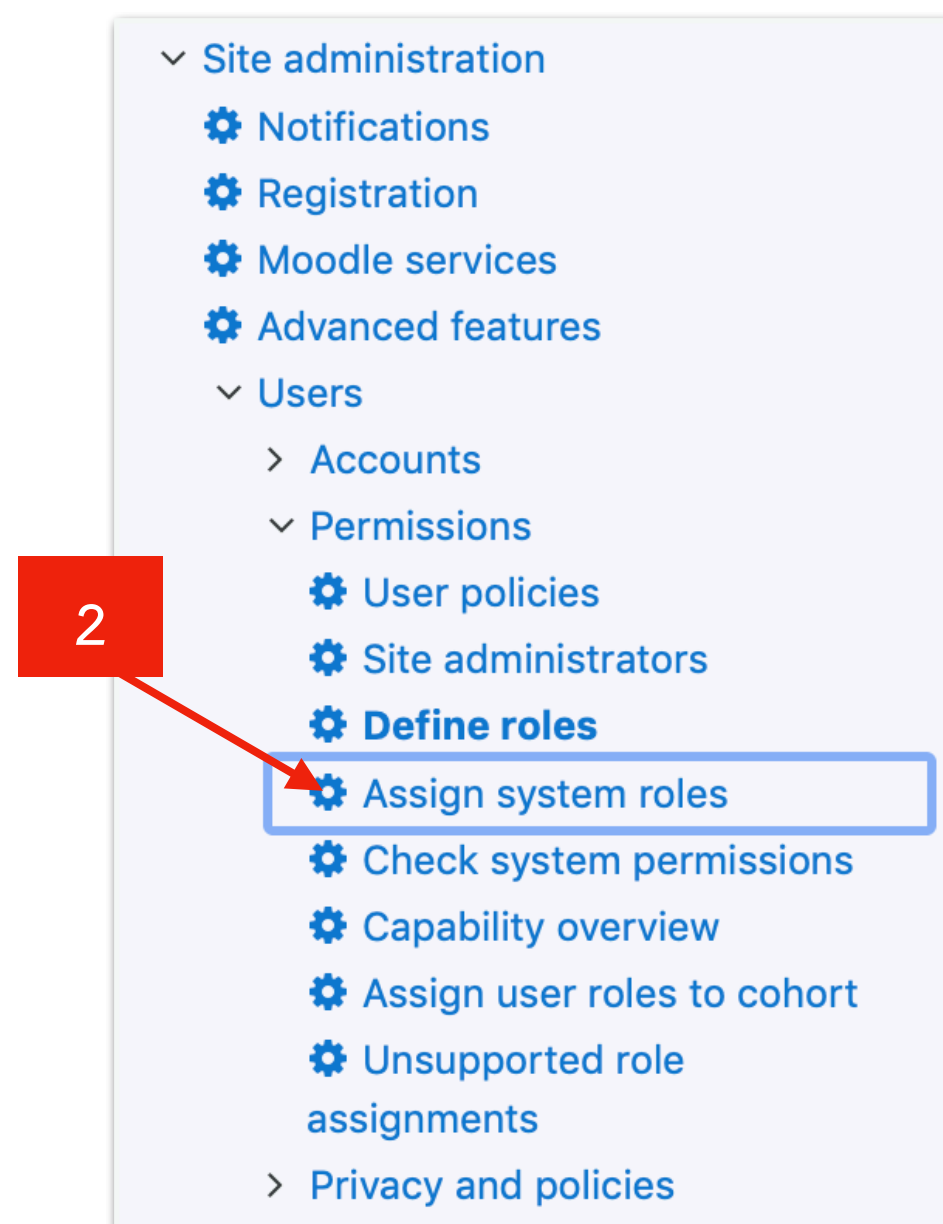 Site administration
Notifications
Registration
Moodle services
Advanced features
Users
Accounts
Permissions
User policies
2
Site administrators
Define roles
Assign system roles
Check system permissions
Capability overview
Assign user roles to cohort
Unsupported role
assignments
Privacy and policies